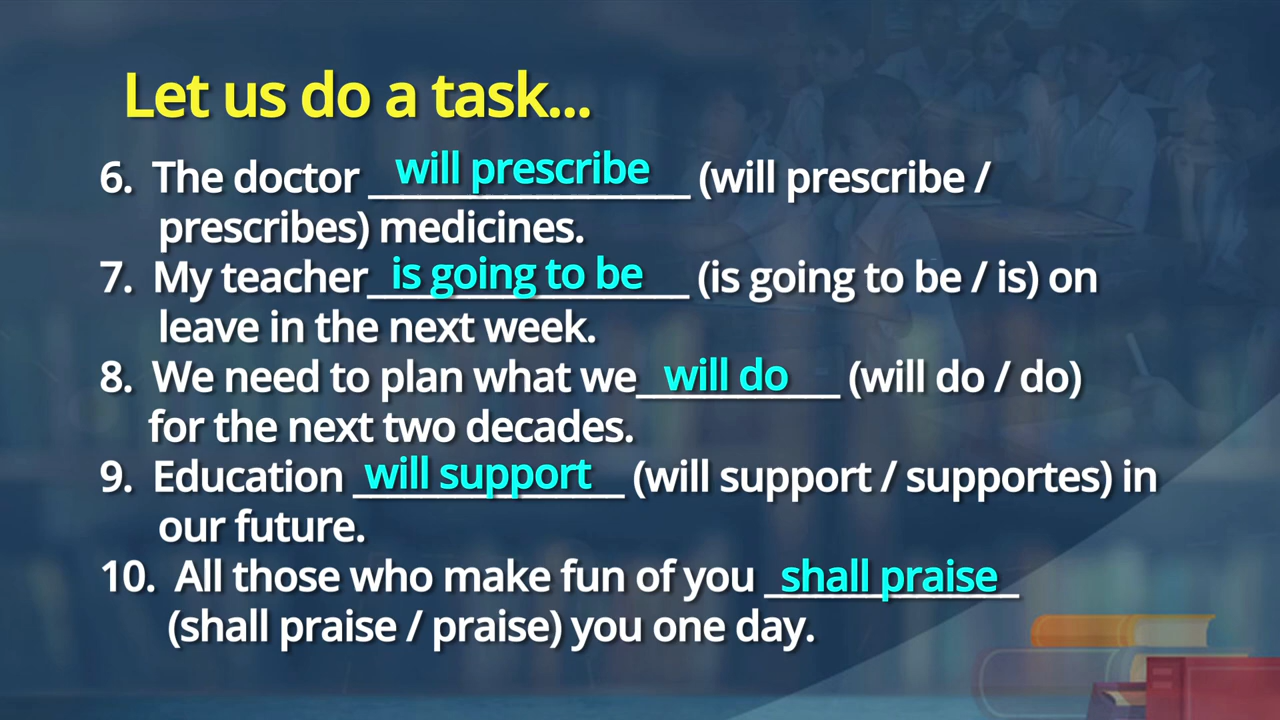 Let us do a task...
6. The doctor will prescribe (will prescribe /
prescribes) medicines.
7. My teacher is going to be (is going to be / is) on
leave in the next week.
8. We need to plan what we will do (will do / do)
for the next two decades.
9. Education will support (will support / supportes) in
our future.
10. All those who make fun of you shall praise
(shall praise / praise) you one day.